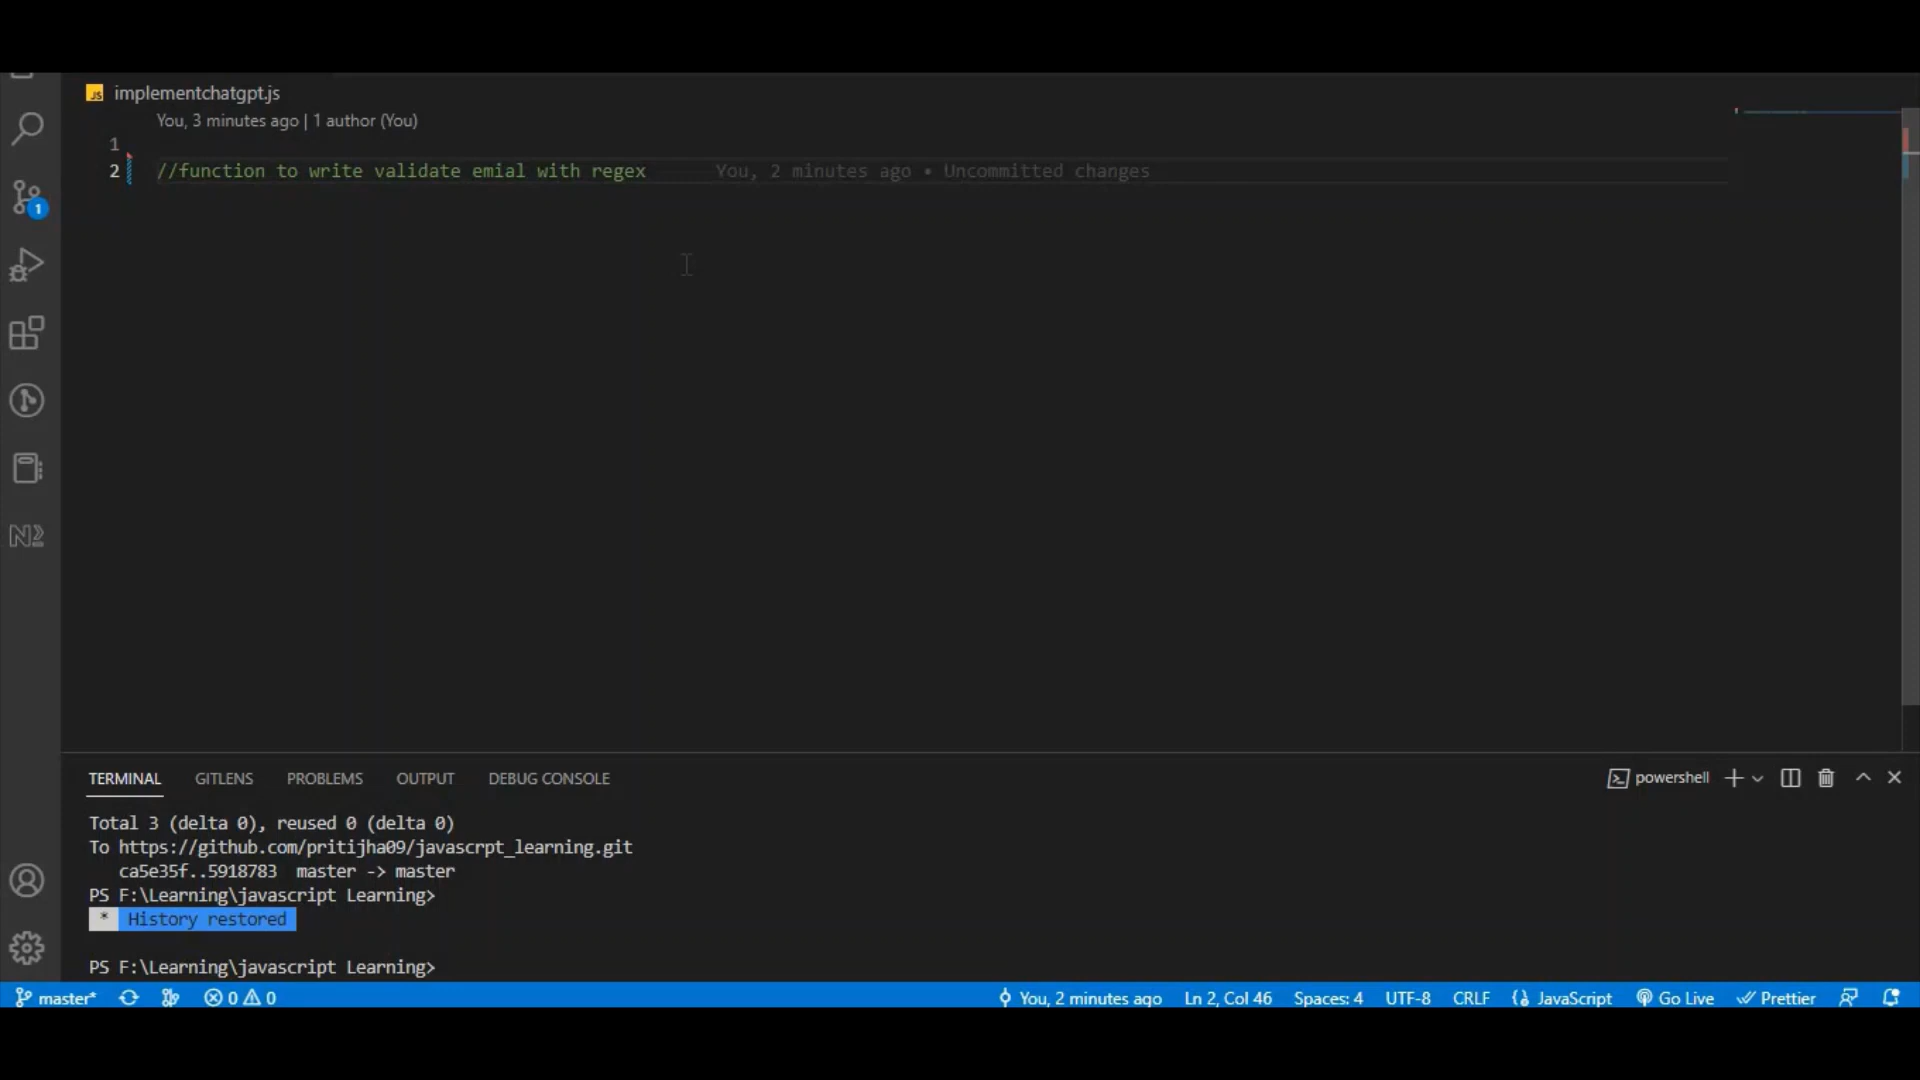 JS implementchatgpt.js
You, 3 minutes ago | 1 author (You)
1
2 //function to write validate emial with regex You, 2 minutes ago • Uncommitted changes
1
TERMINAL GITLENS PROBLEMS OUTPUT DEBUG CONSOLE powershell
Total 3 (delta 0), reused 0 (delta 0)
To https://github.com/pritijha09/javascrpt_learning.git
ca5e35f..5918783 master -> master
PS F:\Learning\javascript Learning>
* History restored
PS F:\Learning\javascript Learning>
master* 0 0 You, 2 minutes ago Ln 2, Col 46 Spaces: 4 UTF-8 CRLF JavaScript Go Live Prettier